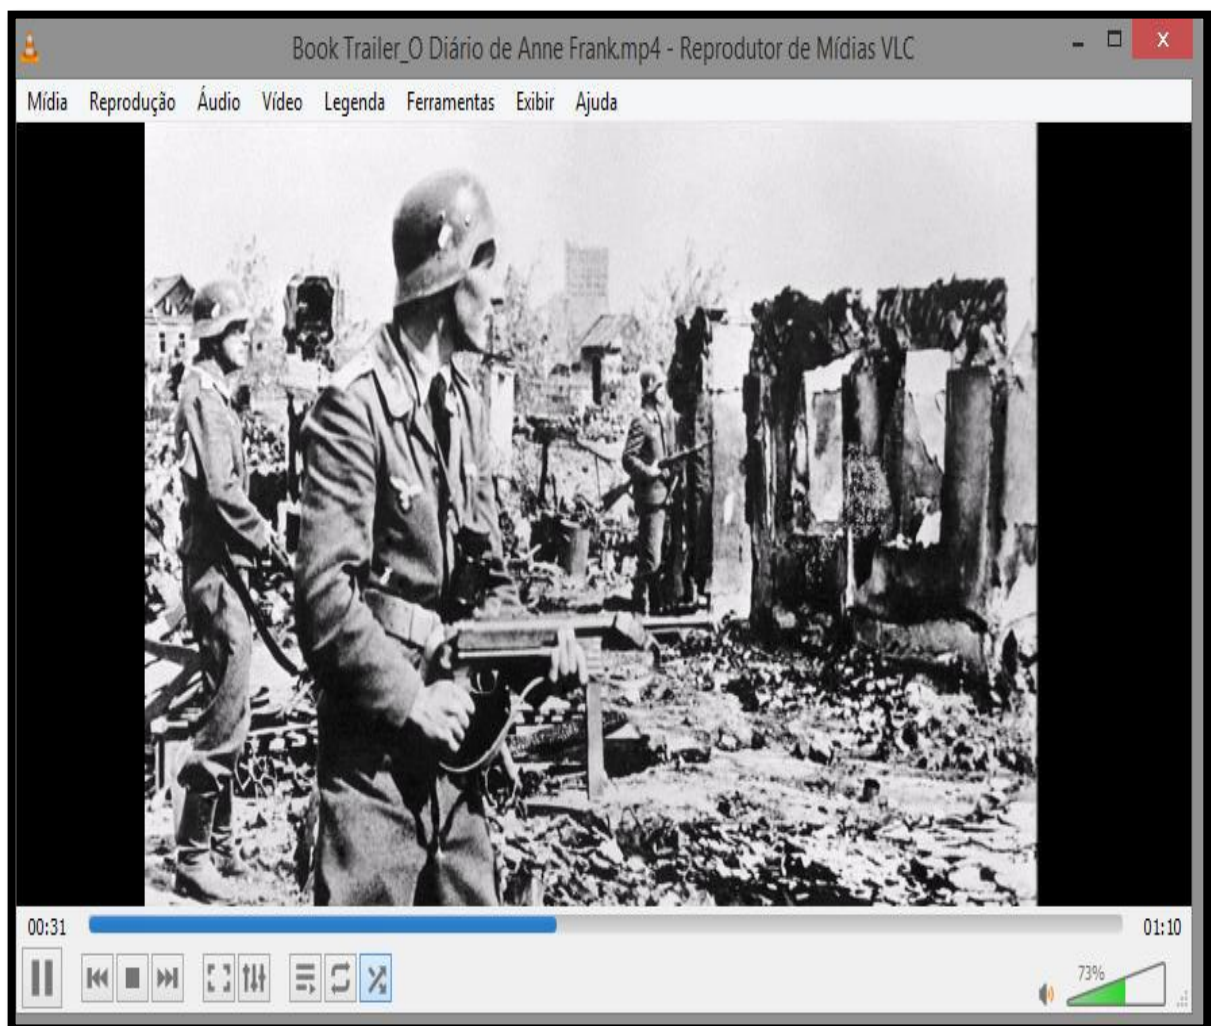 Book Trailer_O Diário de Anne Frank.mp4 - Reprodutor de Mídias VLC
Mídia Reprodução Áudio Vídeo Legenda Ferramentas Exibir Ajuda
00:31 01:10
73%